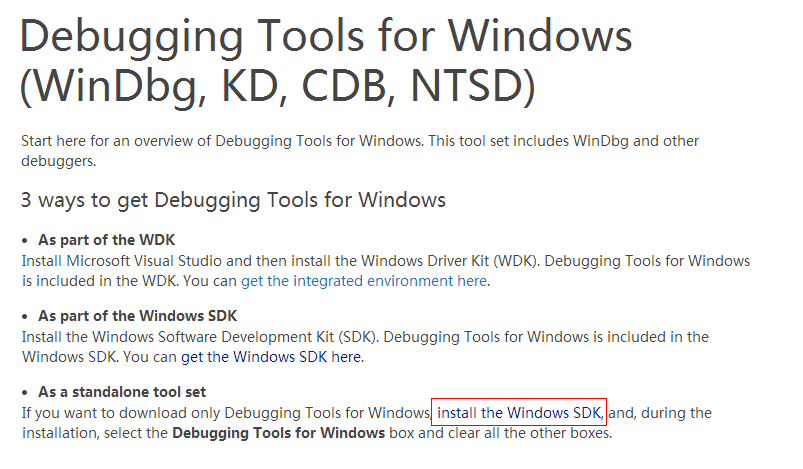 Debugging Tools for Windows
(WinDbg, KD, CDB, NTSD)
Start here for an overview of Debugging Tools for Windows. This tool set includes WinDbg and other
debuggers.
3 ways to get Debugging Tools for Windows
• As part of the WDK
Install Microsoft Visual Studio and then install the Windows Driver Kit (WDK). Debugging Tools for Windows
is included in the WDK. You can get the integrated environment here.
• As part of the Windows SDK
Install the Windows Software Development Kit (SDK). Debugging Tools for Windows is included in the
Windows SDK. You can get the Windows SDK here.
• As a standalone tool set
If you want to download only Debugging Tools for Windows, install the Windows SDK, and, during the
installation, select the Debugging Tools for Windows box and clear all the other boxes.